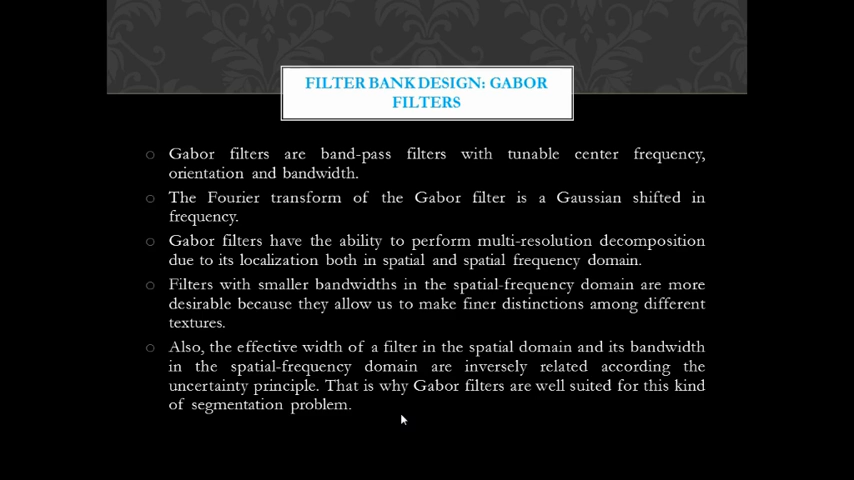 FILTER BANK DESIGN: GABOR
FILTERS
Gabor filters are band-pass filters with tunable center frequency,
orientation and bandwidth.
The Fourier transform of the Gabor filter is a Gaussian shifted in
frequency.
Gabor filters have the ability to perform multi-resolution decomposition
due to its localization both in spatial and spatial frequency domain.
Filters with smaller bandwidths in the spatial-frequency domain are more
desirable because they allow us to make finer distinctions among different
textures.
Also, the effective width of a filter in the spatial domain and its bandwidth
in the spatial-frequency domain are inversely related according the
uncertainty principle. That is why Gabor filters are well suited for this kind
of segmentation problem.